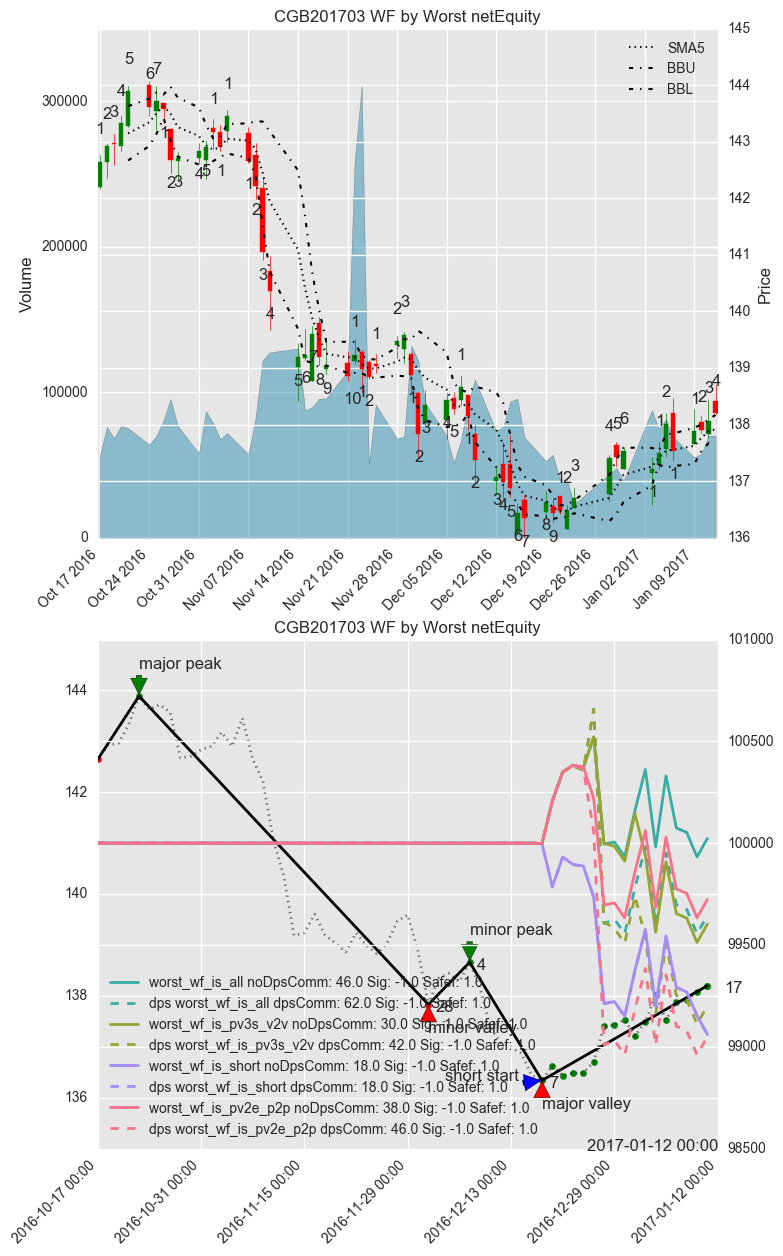 CGB201703 WF by Worst netEquity
SMA5
BBU
BBL
Volume
Price
300000
200000
100000
0
145
144
143
142
141
140
139
138
137
136
Oct 17 2016
Oct 24 2016
Oct 31 2016
Nov 07 2016
Nov 14 2016
Nov 21 2016
Nov 28 2016
Dec 05 2016
Dec 12 2016
Dec 19 2016
Dec 26 2016
Jan 02 2017
Jan 09 2017
CGB201703 WF by Worst netEquity
major peak
minor peak
4
28
minor valley
short start
7
major valley
17
144
142
140
138
136
101000
100500
100000
99500
99000
98500
worst_wf_is_all noDpsComm: 46.0 Sig: -1.0 Safef: 1.0
dps worst_wf_is_all dpsComm: 62.0 Sig: -1.0 Safef: 1.0
worst_wf_is_pv3s_v2v noDpsComm: 30.0 Sig: -1.0 Safef: 1.0
dps worst_wf_is_pv3s_v2v dpsComm: 42.0 Sig: -1.0 Safef: 1.0
worst_wf_is_short noDpsComm: 18.0 Sig: -1.0 Safef: 1.0
dps worst_wf_is_short dpsComm: 18.0 Sig: -1.0 Safef: 1.0
worst_wf_is_pv2e_p2p noDpsComm: 38.0 Sig: -1.0 Safef: 1.0
dps worst_wf_is_pv2e_p2p dpsComm: 46.0 Sig: -1.0 Safef: 1.0
2017-01-12 00:00
2016-10-17 00:00
2016-10-31 00:00
2016-11-15 00:00
2016-11-29 00:00
2016-12-13 00:00
2016-12-29 00:00
2017-01-12 00:00